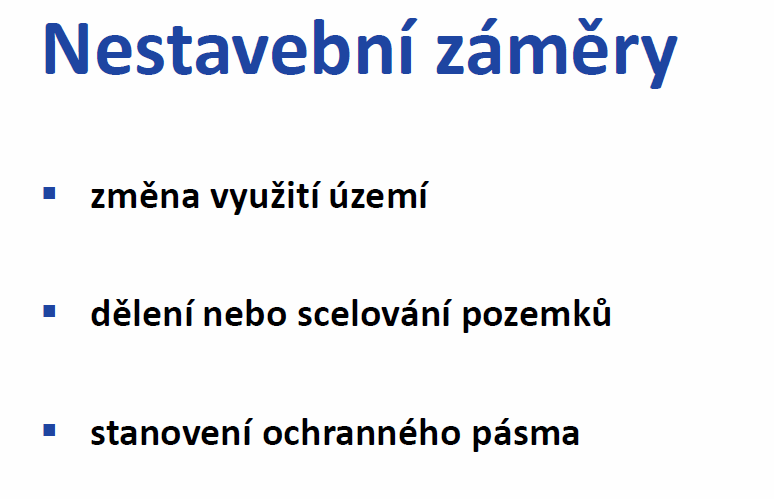 Nestavební záměry
▪ změna využití území
▪ dělení nebo scelování pozemků
▪ stanovení ochranného pásma